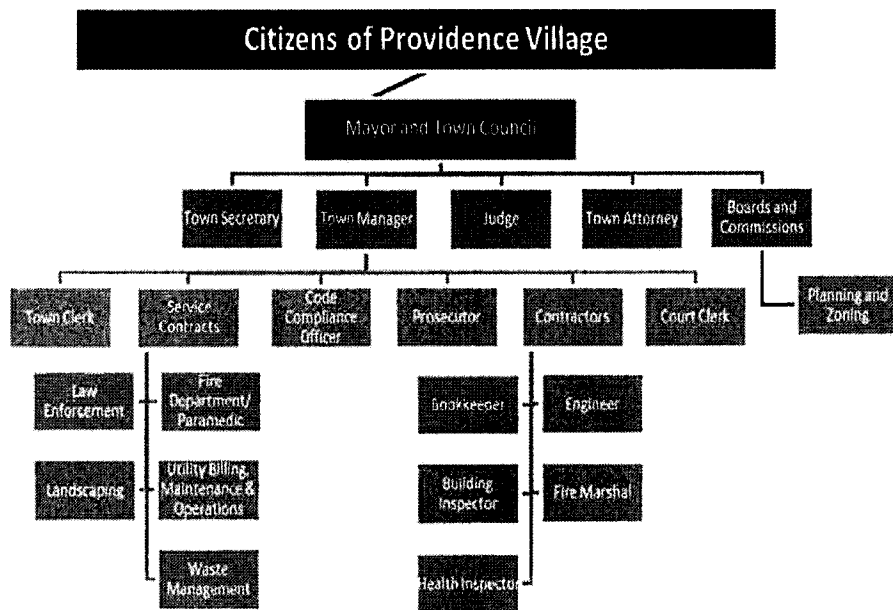 Citizens of Providence Village
Mayor and Town Council
Town Secretary
Town Manager
Judge
Town Attorney
Boards and
Commissions
Town Clerk
Service
Contracts
Code
Compliance
Officer
Prosecutor
Contractors
Court Clerk
Planning and
Zoning
Law
Enforcement
Fire
Department/
Paramedic
Bookkeeper
Engineer
Landscaping
Utility Billing,
Maintenance &
Operations
Building
Inspector
Fire Marshal
Waste
Management
Health Inspector